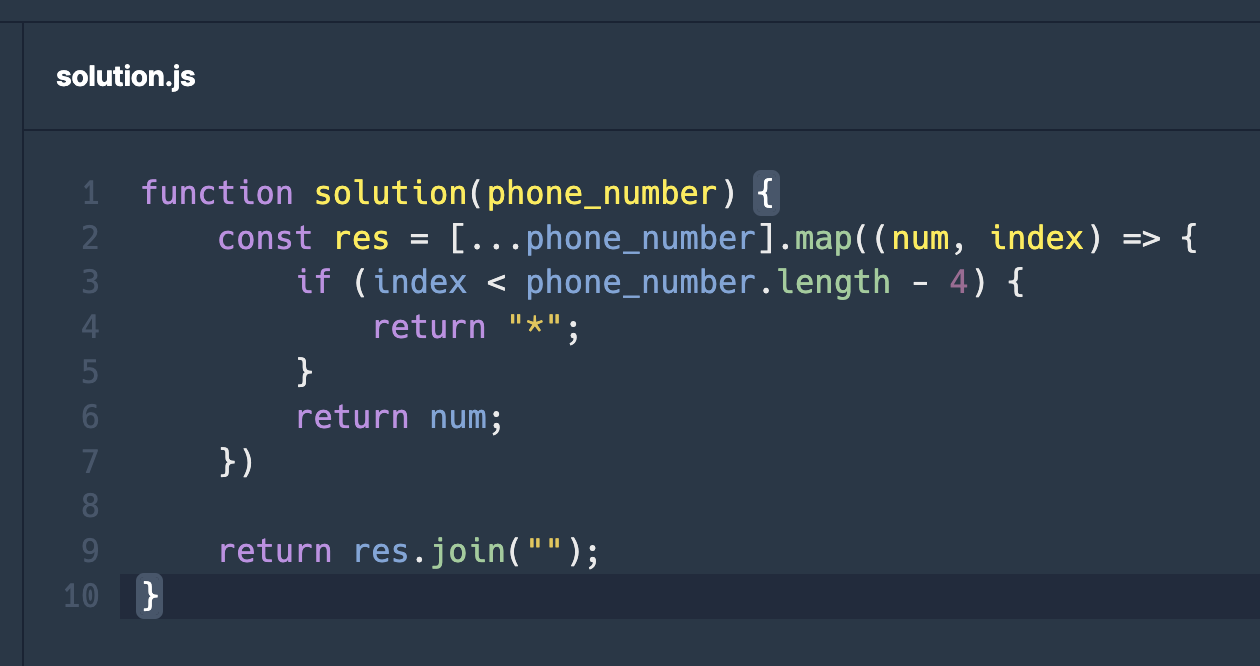 solution.js
1 function solution(phone_number) {
2     const res = [...phone_number].map((num, index) => {
3         if (index < phone_number.length - 4) {
4             return "*";
5         }
6         return num;
7     })
8
9     return res.join("");
10 }